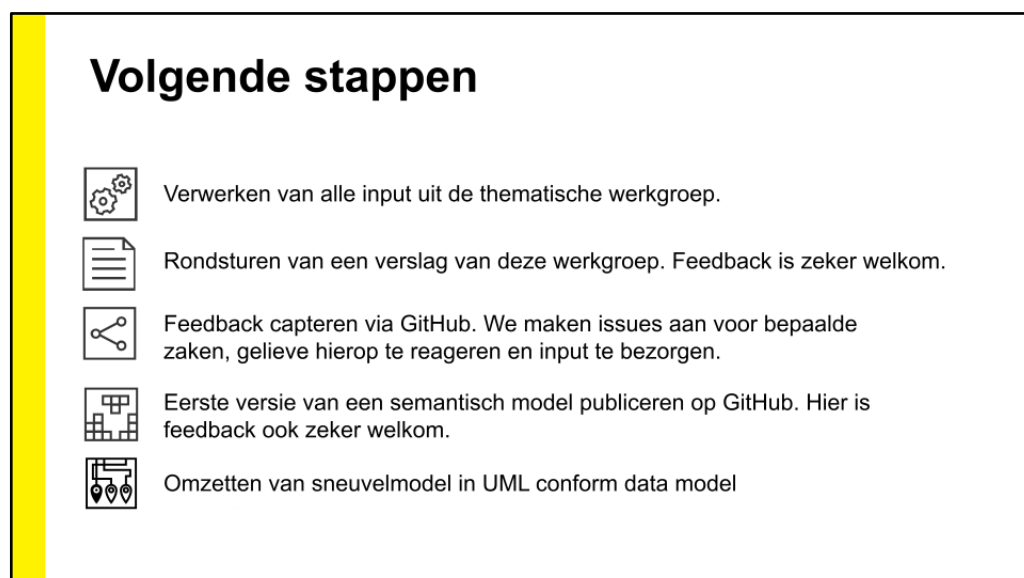 Volgende stappen
Verwerken van alle input uit de thematische werkgroep.
Rondsturen van een verslag van deze werkgroep. Feedback is zeker welkom.
Feedback capteren via GitHub. We maken issues aan voor bepaalde
zaken, gelieve hierop te reageren en input te bezorgen.
Eerste versie van een semantisch model publiceren op GitHub. Hier is
feedback ook zeker welkom.
Omzetten van sneuvelmodel in UML conform data model